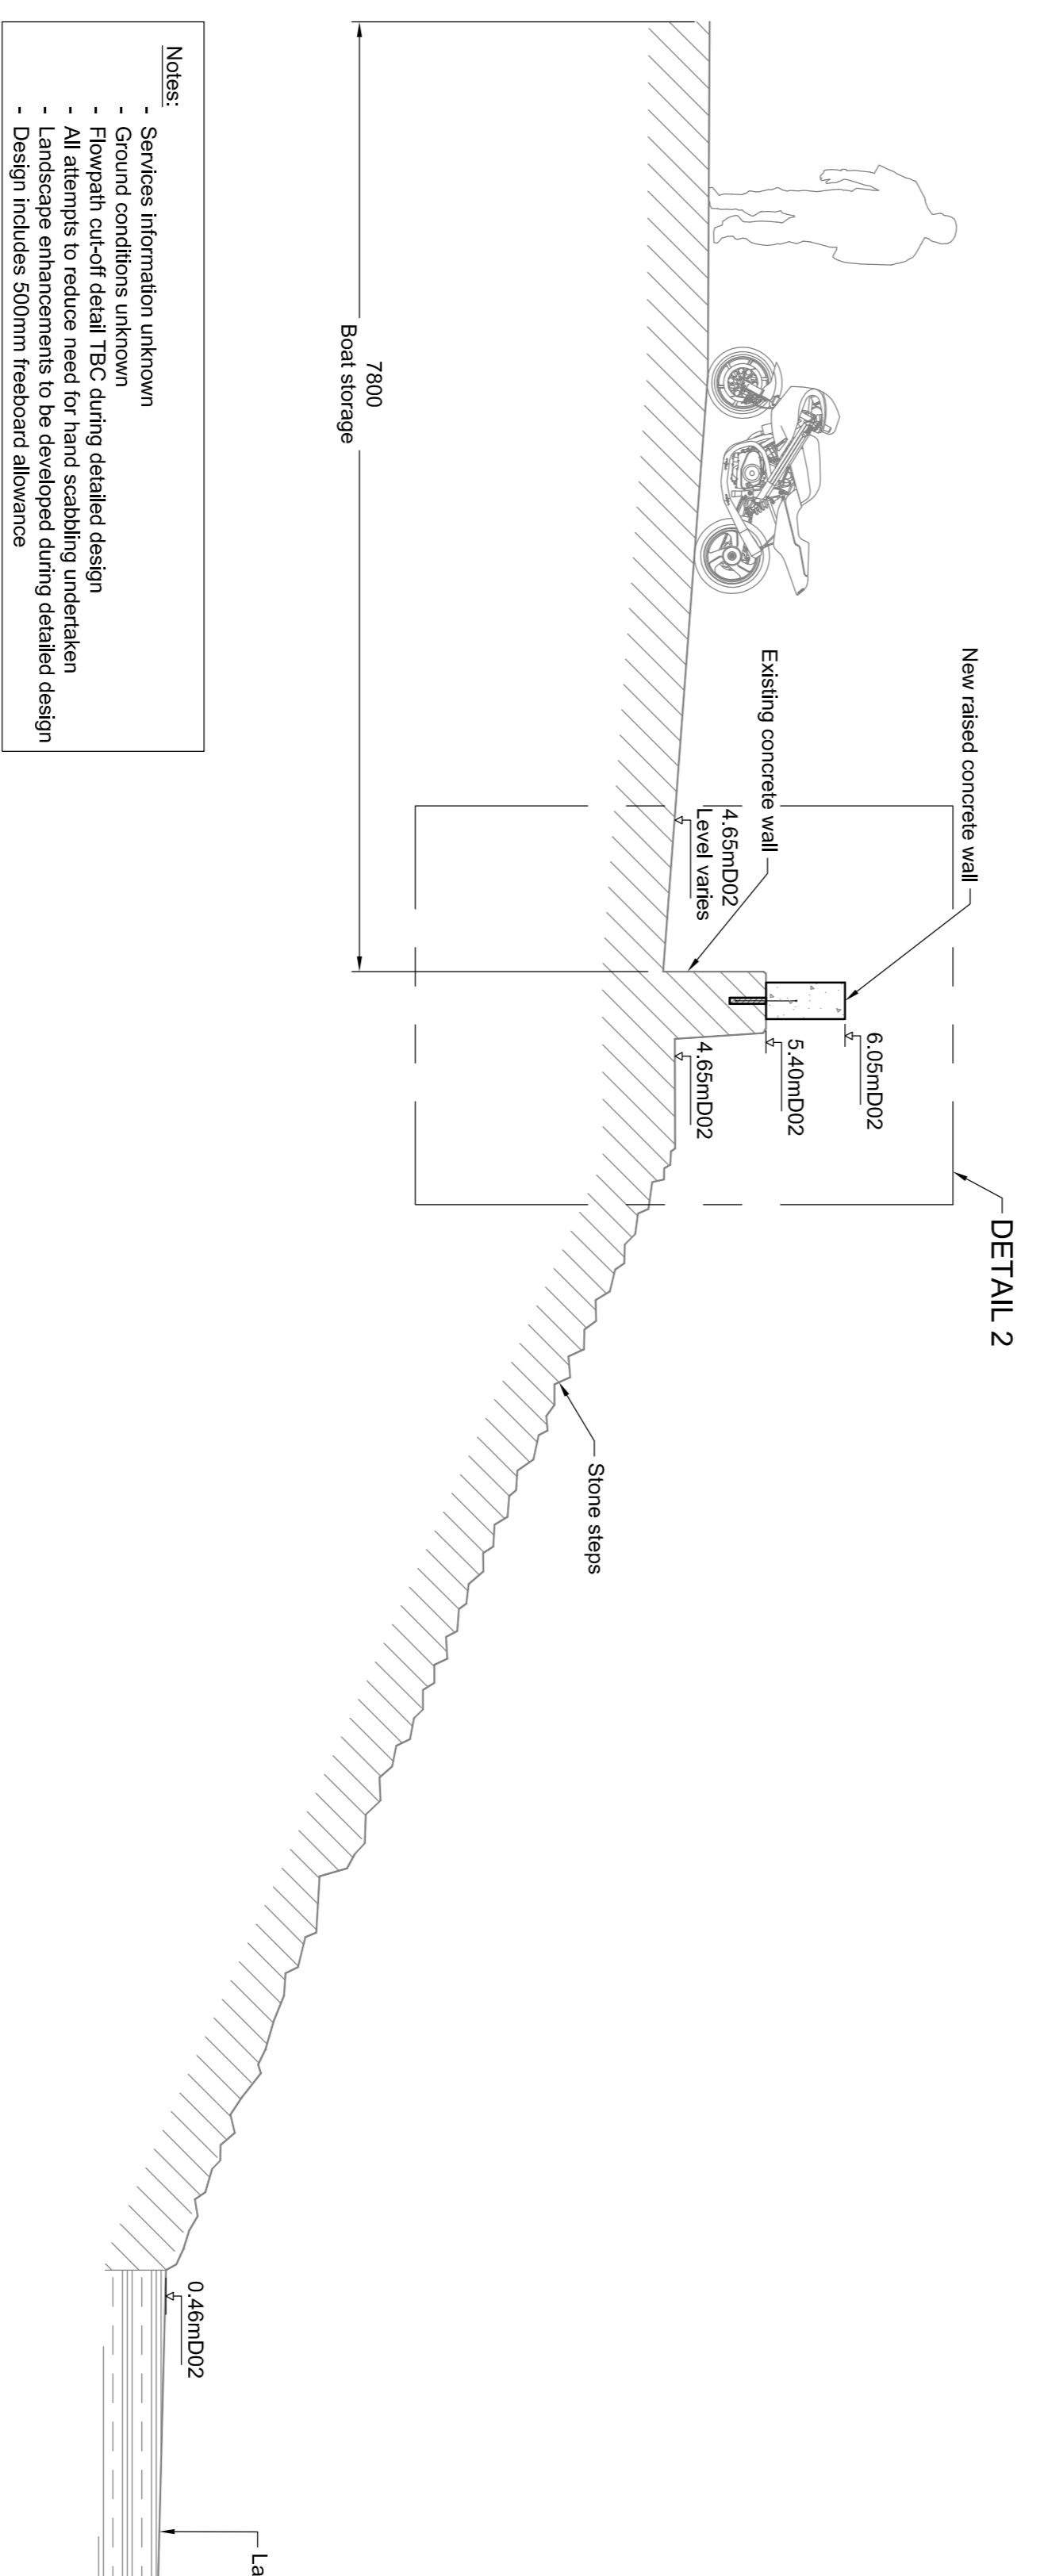 DETAIL 2
New raised concrete wall
6.05mD02
Existing concrete wall
5.40mD02
4.65mD02
Level varies
4.65mD02
Stone steps
7800
Boat storage
0.46mD02
La
Notes:
- Services information unknown
- Ground conditions unknown
- Flowpath cut-off detail TBC during detailed design
- All attempts to reduce need for hand scabbling undertaken
- Landscape enhancements to be developed during detailed design
- Design includes 500mm freeboard allowance